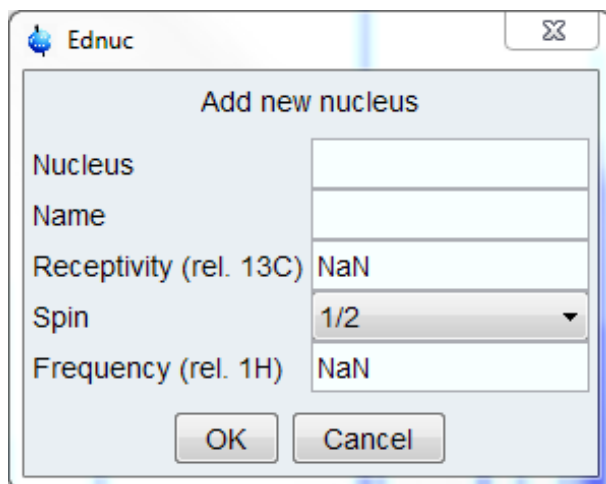 Ednuc
Add new nucleus
Nucleus
Name
Receptivity (rel. 13C) NaN
Spin 1/2
Frequency (rel. 1H) NaN
OK Cancel